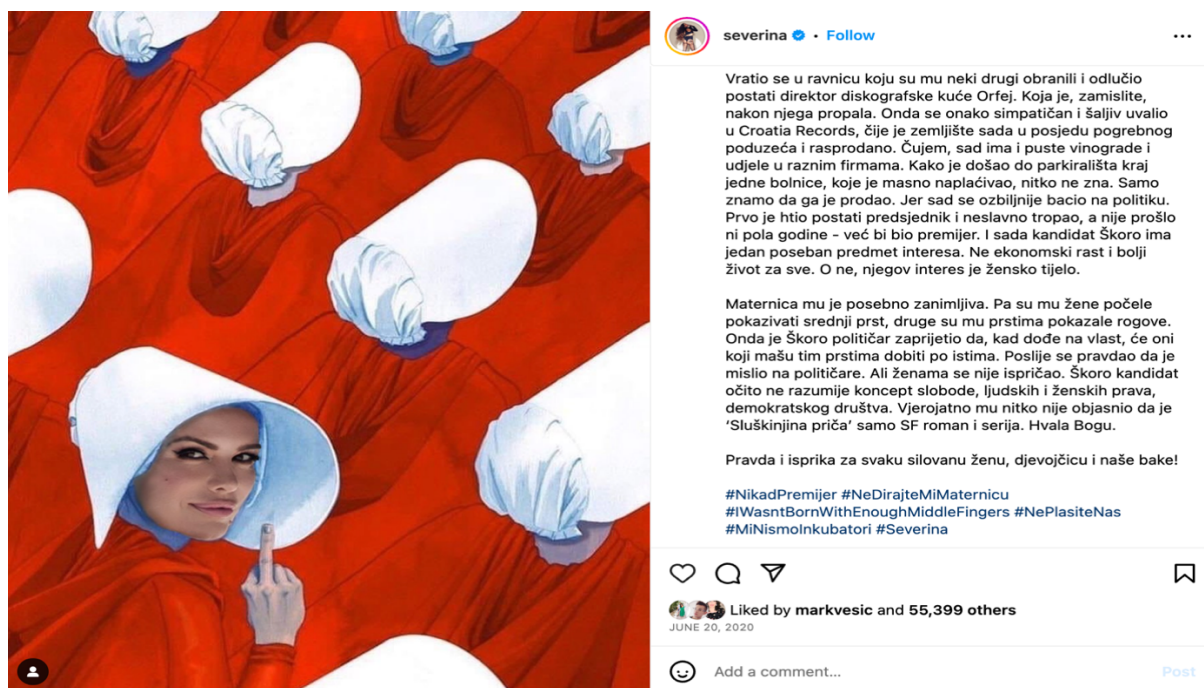 severina • Follow
Vratio se u ravnicu koju su mu neki drugi obranili i odlučio
postati direktor diskografske kuće Orfej. Koja je, zamislite,
nakon njega propala. Onda se onako simpatičan i šaljiv uvalio
u Croatia Records, čije je zemljište sada u posjedu pogrebnog
poduzeća i rasprodano. Čujem, sad ima i puste vinograde i
udjele u raznim firmama. Kako je došao do parkirališta kraj
jedne bolnice, koje je masno naplaćivao, nitko ne zna. Samo
znamo da ga je prodao. Jer sad se ozbiljnije bacio na politiku.
Prvo je htio postati predsjednik i neslavno tropao, a nije prošlo
ni pola godine - već bi bio premijer. I sada kandidat Škoro ima
jedan poseban predmet interesa. Ne ekonomski rast i bolji
život za sve. O ne, njegov interes je žensko tijelo.
Maternica mu je posebno zanimljiva. Pa su mu žene počele
pokazivati srednji prst, druge su mu prstima pokazale rogove.
Onda je Škoro političar zaprijetio da, kad dođe na vlast, će oni
koji mašu tim prstima dobiti po istima. Poslije se pravdao da je
mislio na političare. Ali ženama se nije ispričao. Škoro kandidat
očito ne razumije koncept slobode, ljudskih i ženskih prava,
demokratskog društva. Vjerojatno mu nitko nije objasnio da je
‘Sluškinjina priča’ samo SF roman i serija. Hvala Bogu.
Pravda i isprika za svaku silovanu ženu, djevojčicu i naše bake!
#NikadPremijer #NeDirajteMiMaternicu
#IWasntBornWithEnoughMiddleFingers #NePlasiteNas
#MiNismoInkubatori #Severina
Liked by markvesic and 55,399 others
JUNE 20, 2020
Add a comment...
Post